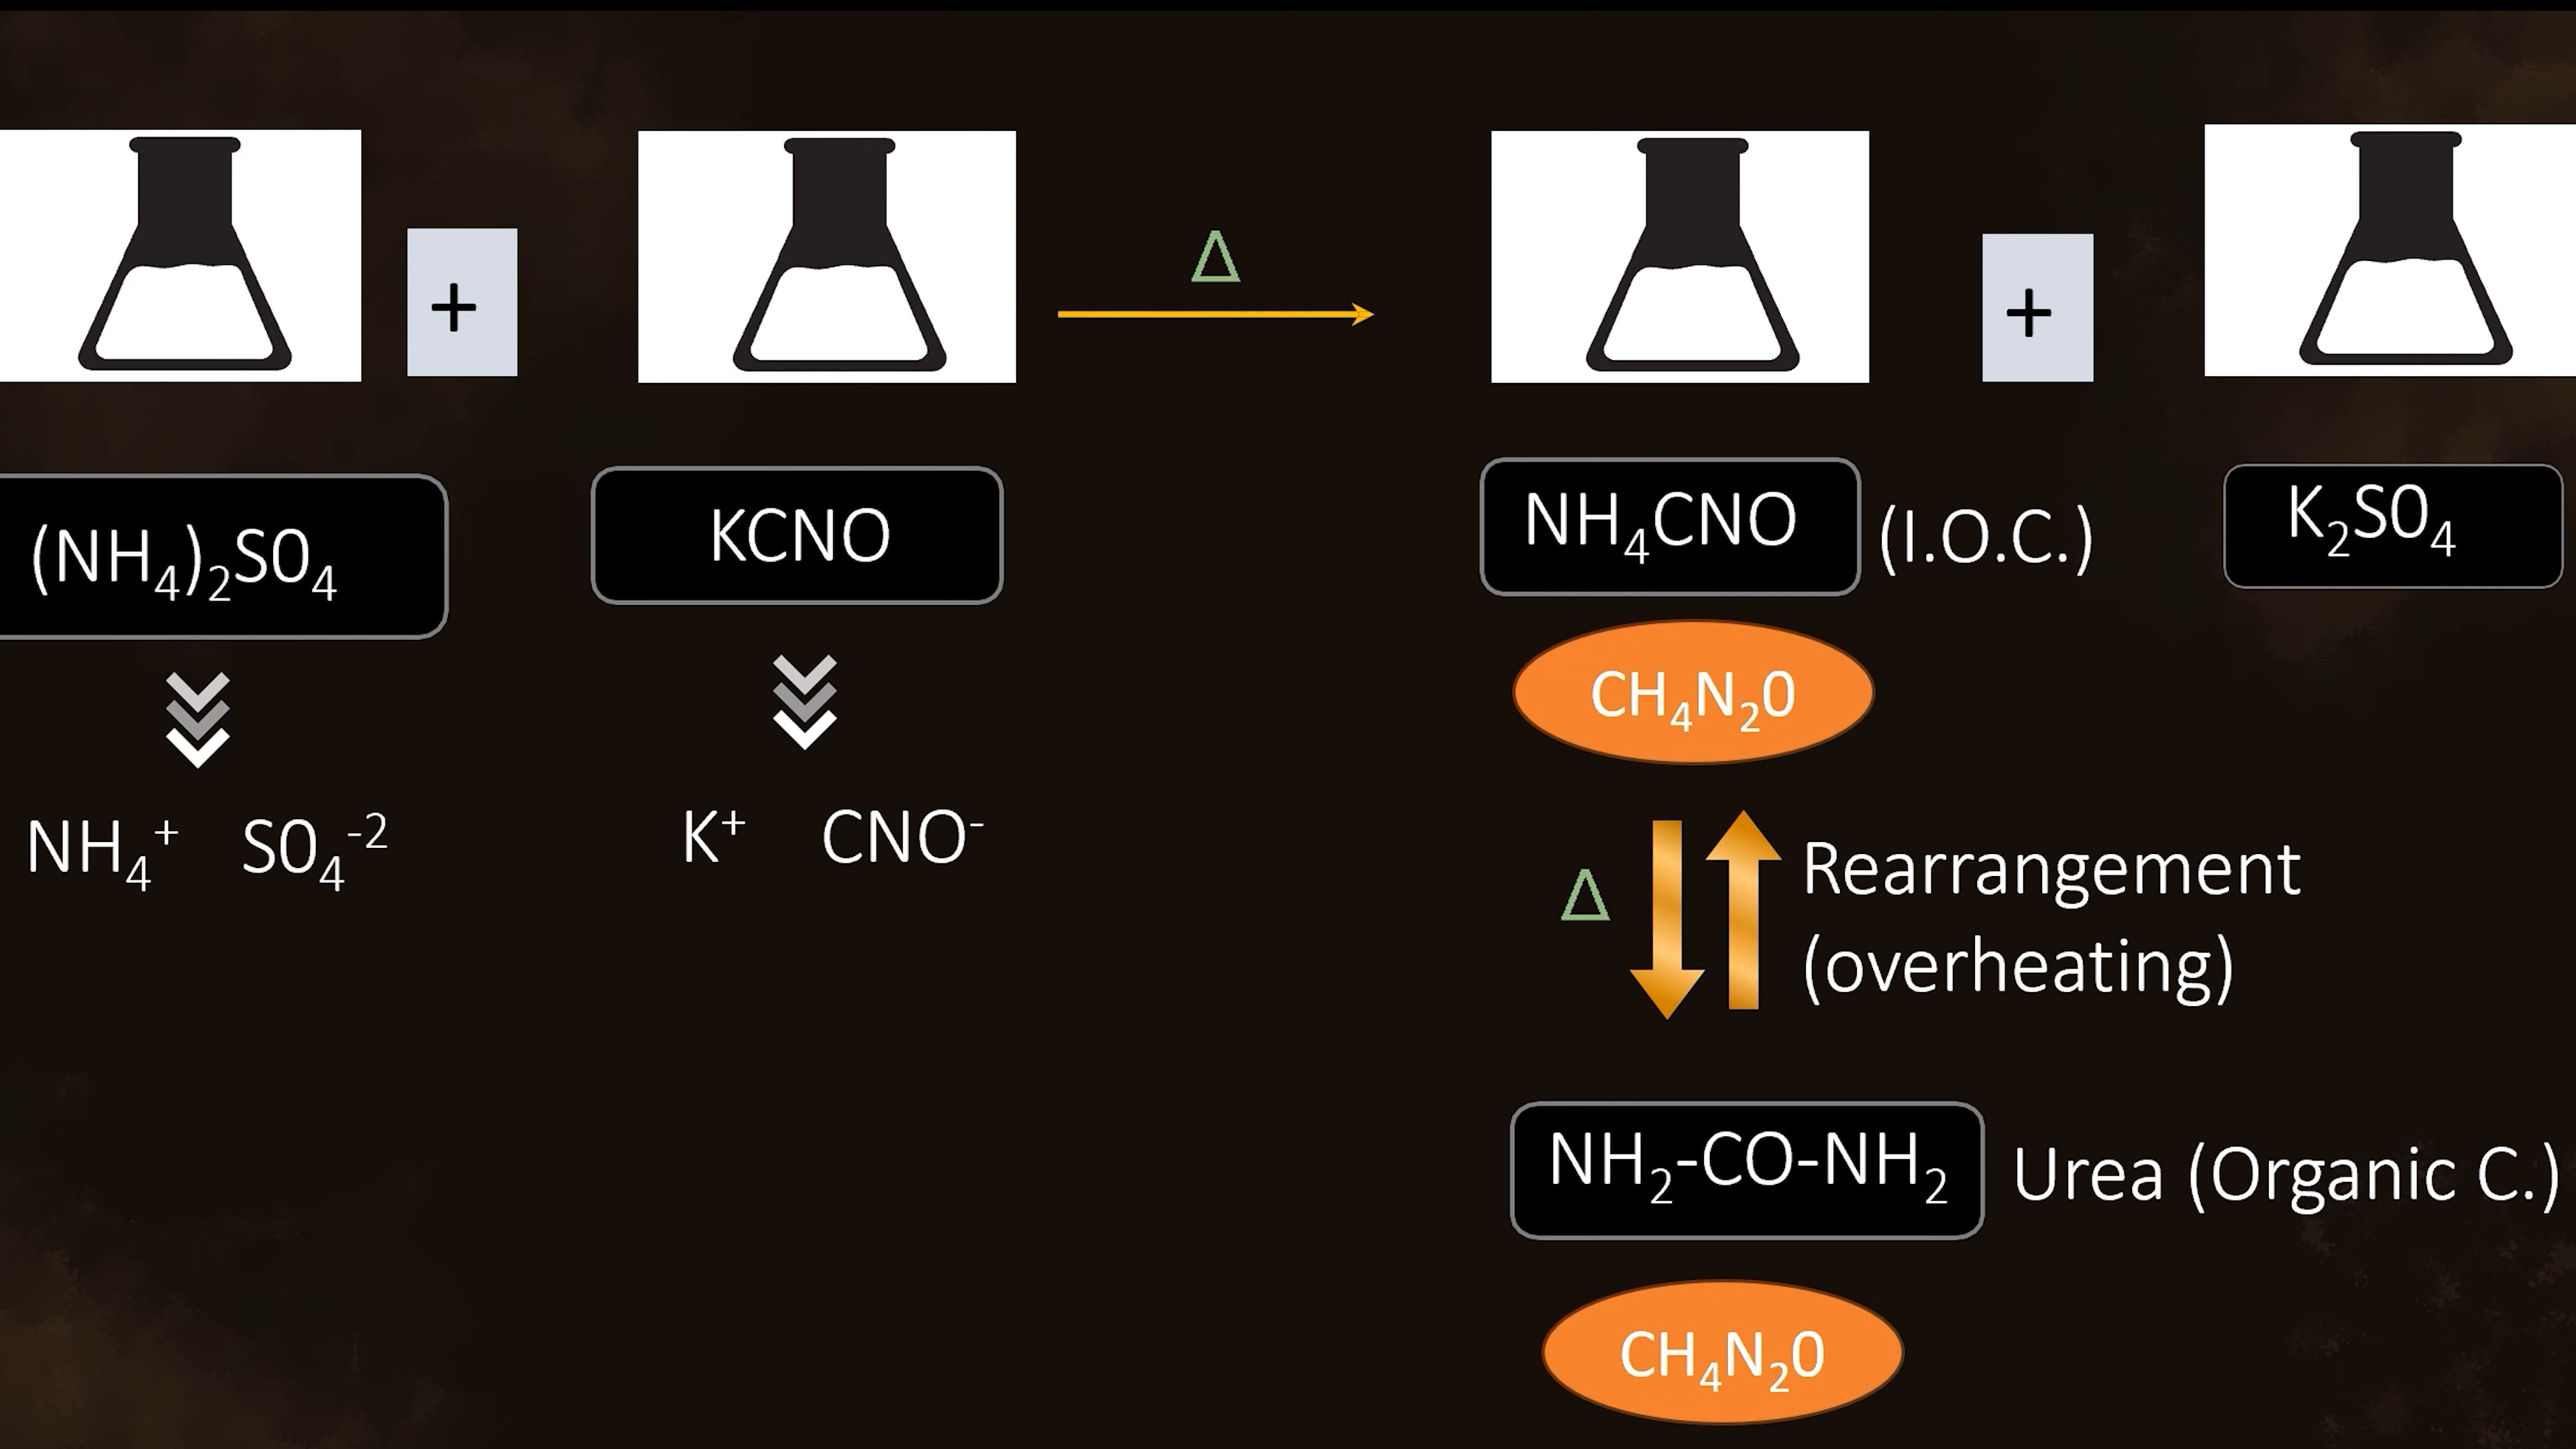 +
Δ
+
(NH₄)₂SO₄
KCNO
NH₄CNO (I.O.C.)
K₂SO₄
CH₄N₂0
NH₄⁺ SO₄⁻²
K⁺ CNO⁻
Δ
Rearrangement
(overheating)
NH₂-CO-NH₂ Urea (Organic C.)
CH₄N₂0